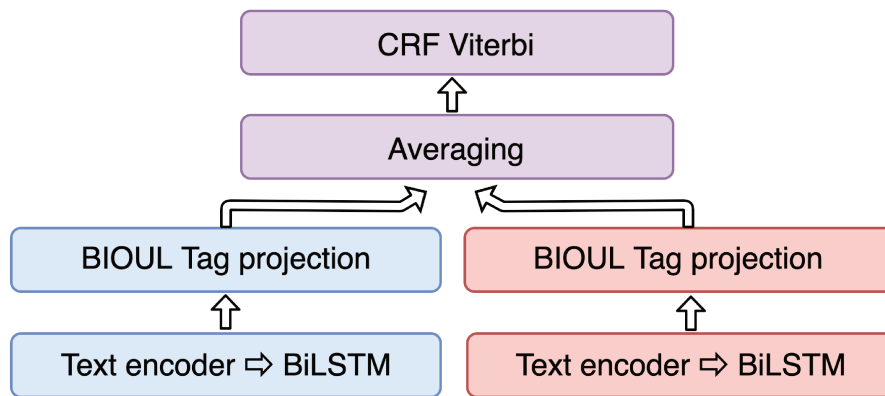 CRF Viterbi
Averaging
BIOUL Tag projection
BIOUL Tag projection
Text encoder ⇨ BiLSTM
Text encoder ⇨ BiLSTM